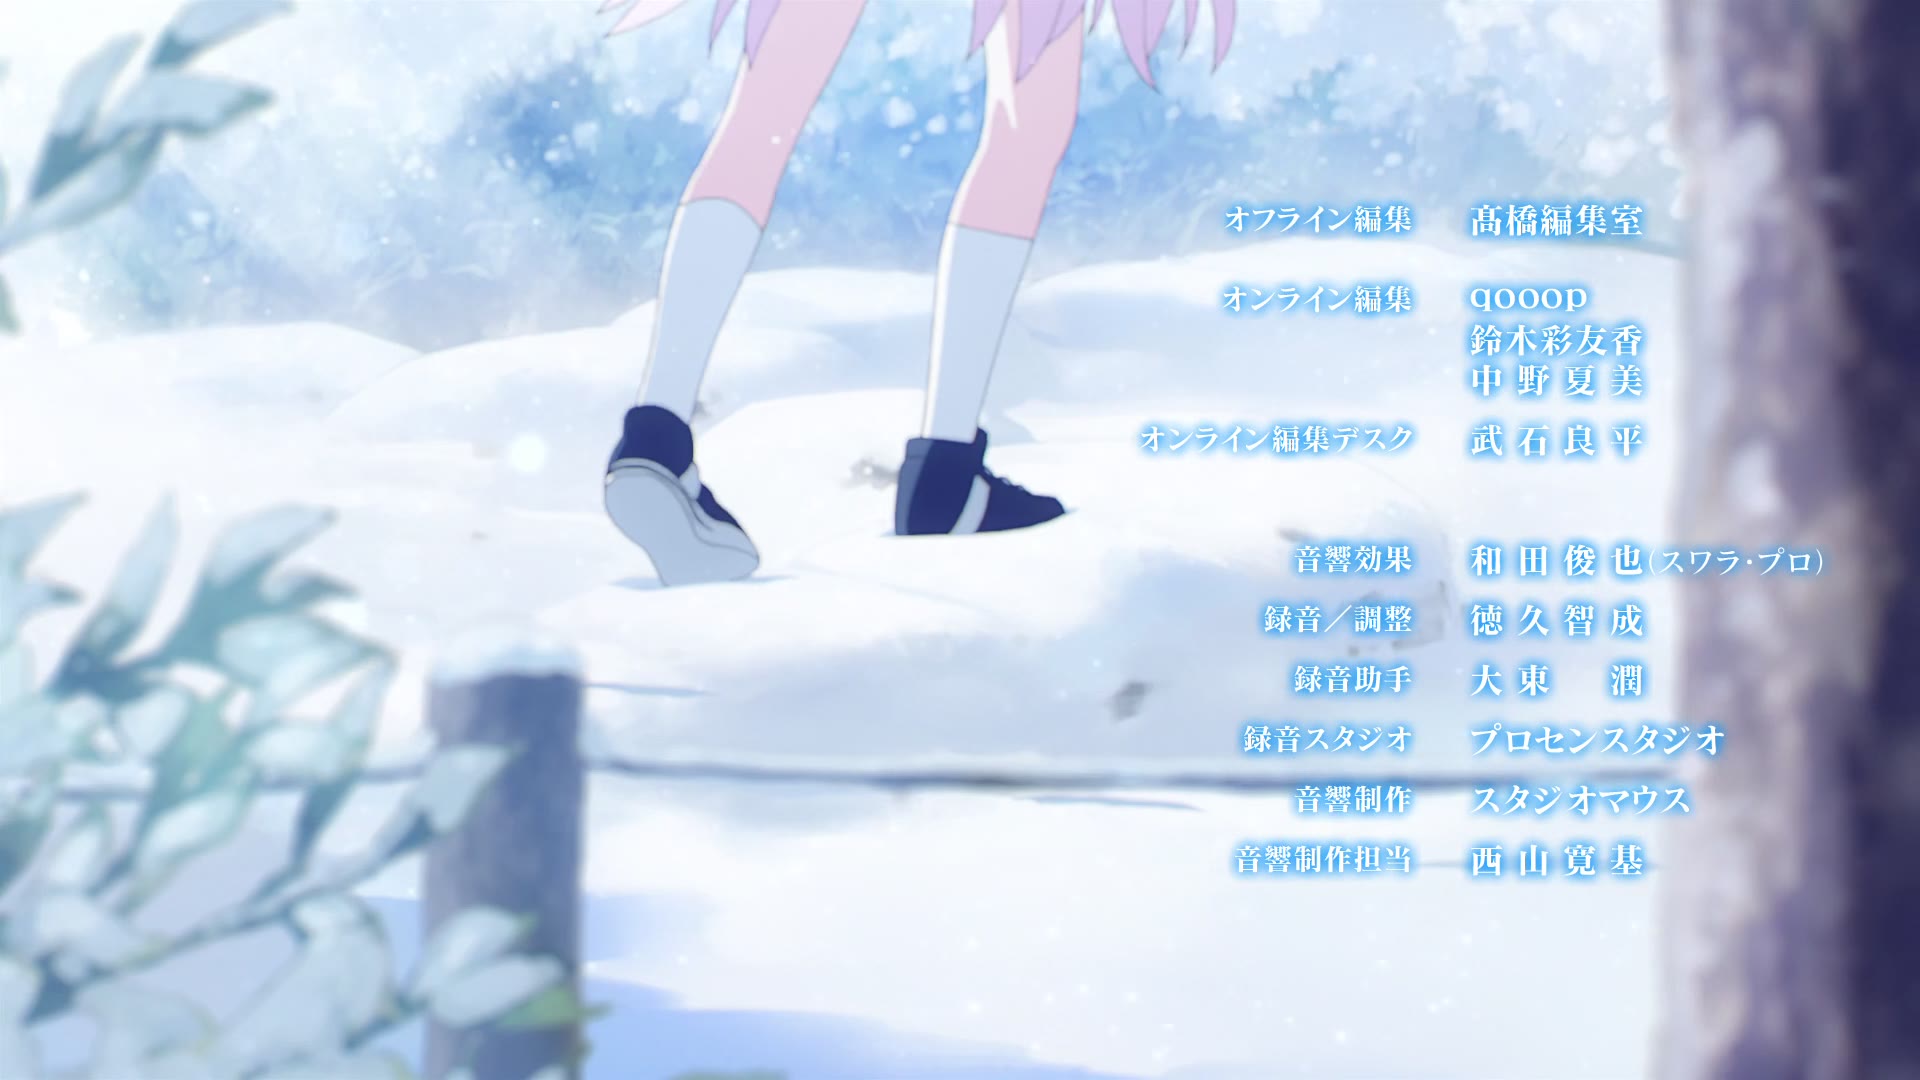 オフライン編集 髙橋編集室
オンライン編集 qooop
鈴木彩友香
中野夏美
オンライン編集デスク 武石良平
音響効果 和田俊也(スワラ・プロ)
録音／調整 徳久智成
録音助手 大東 潤
録音スタジオ プロセンスタジオ
音響制作 スタジオマウス
音響制作担当 西山寛基